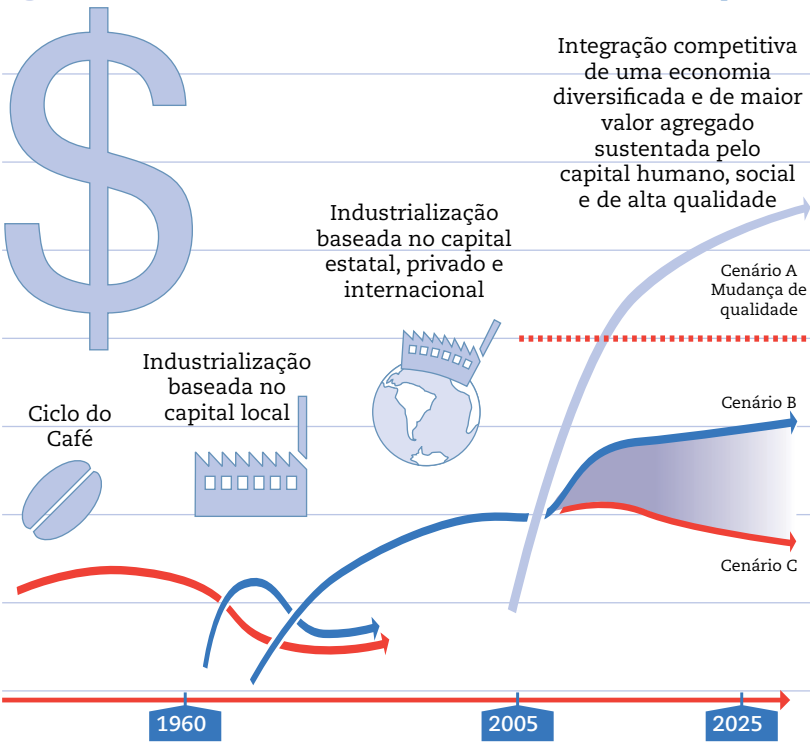 Ciclo do
Café
Industrialização
baseada no
capital local
Industrialização
baseada no capital
estatal, privado e
internacional
Integração competitiva
de uma economia
diversificada e de maior
valor agregado
sustentada pelo
capital humano, social
e de alta qualidade
Cenário A
Mudança de
qualidade
Cenário B
Cenário C
1960
2005
2025